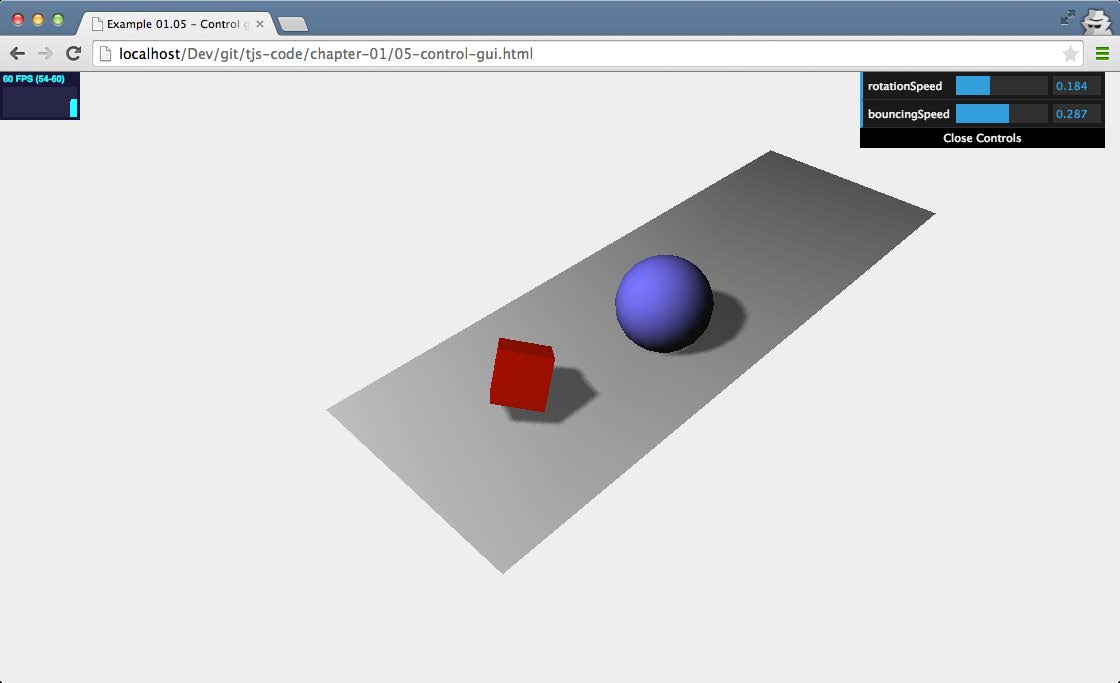 Example 01.05 – Control g
localhost/Dev/git/tjs-code/chapter-01/05-control-gui.html
60 FPS (54-60)
rotationSpeed 0.184
bouncingSpeed 0.287
Close Controls